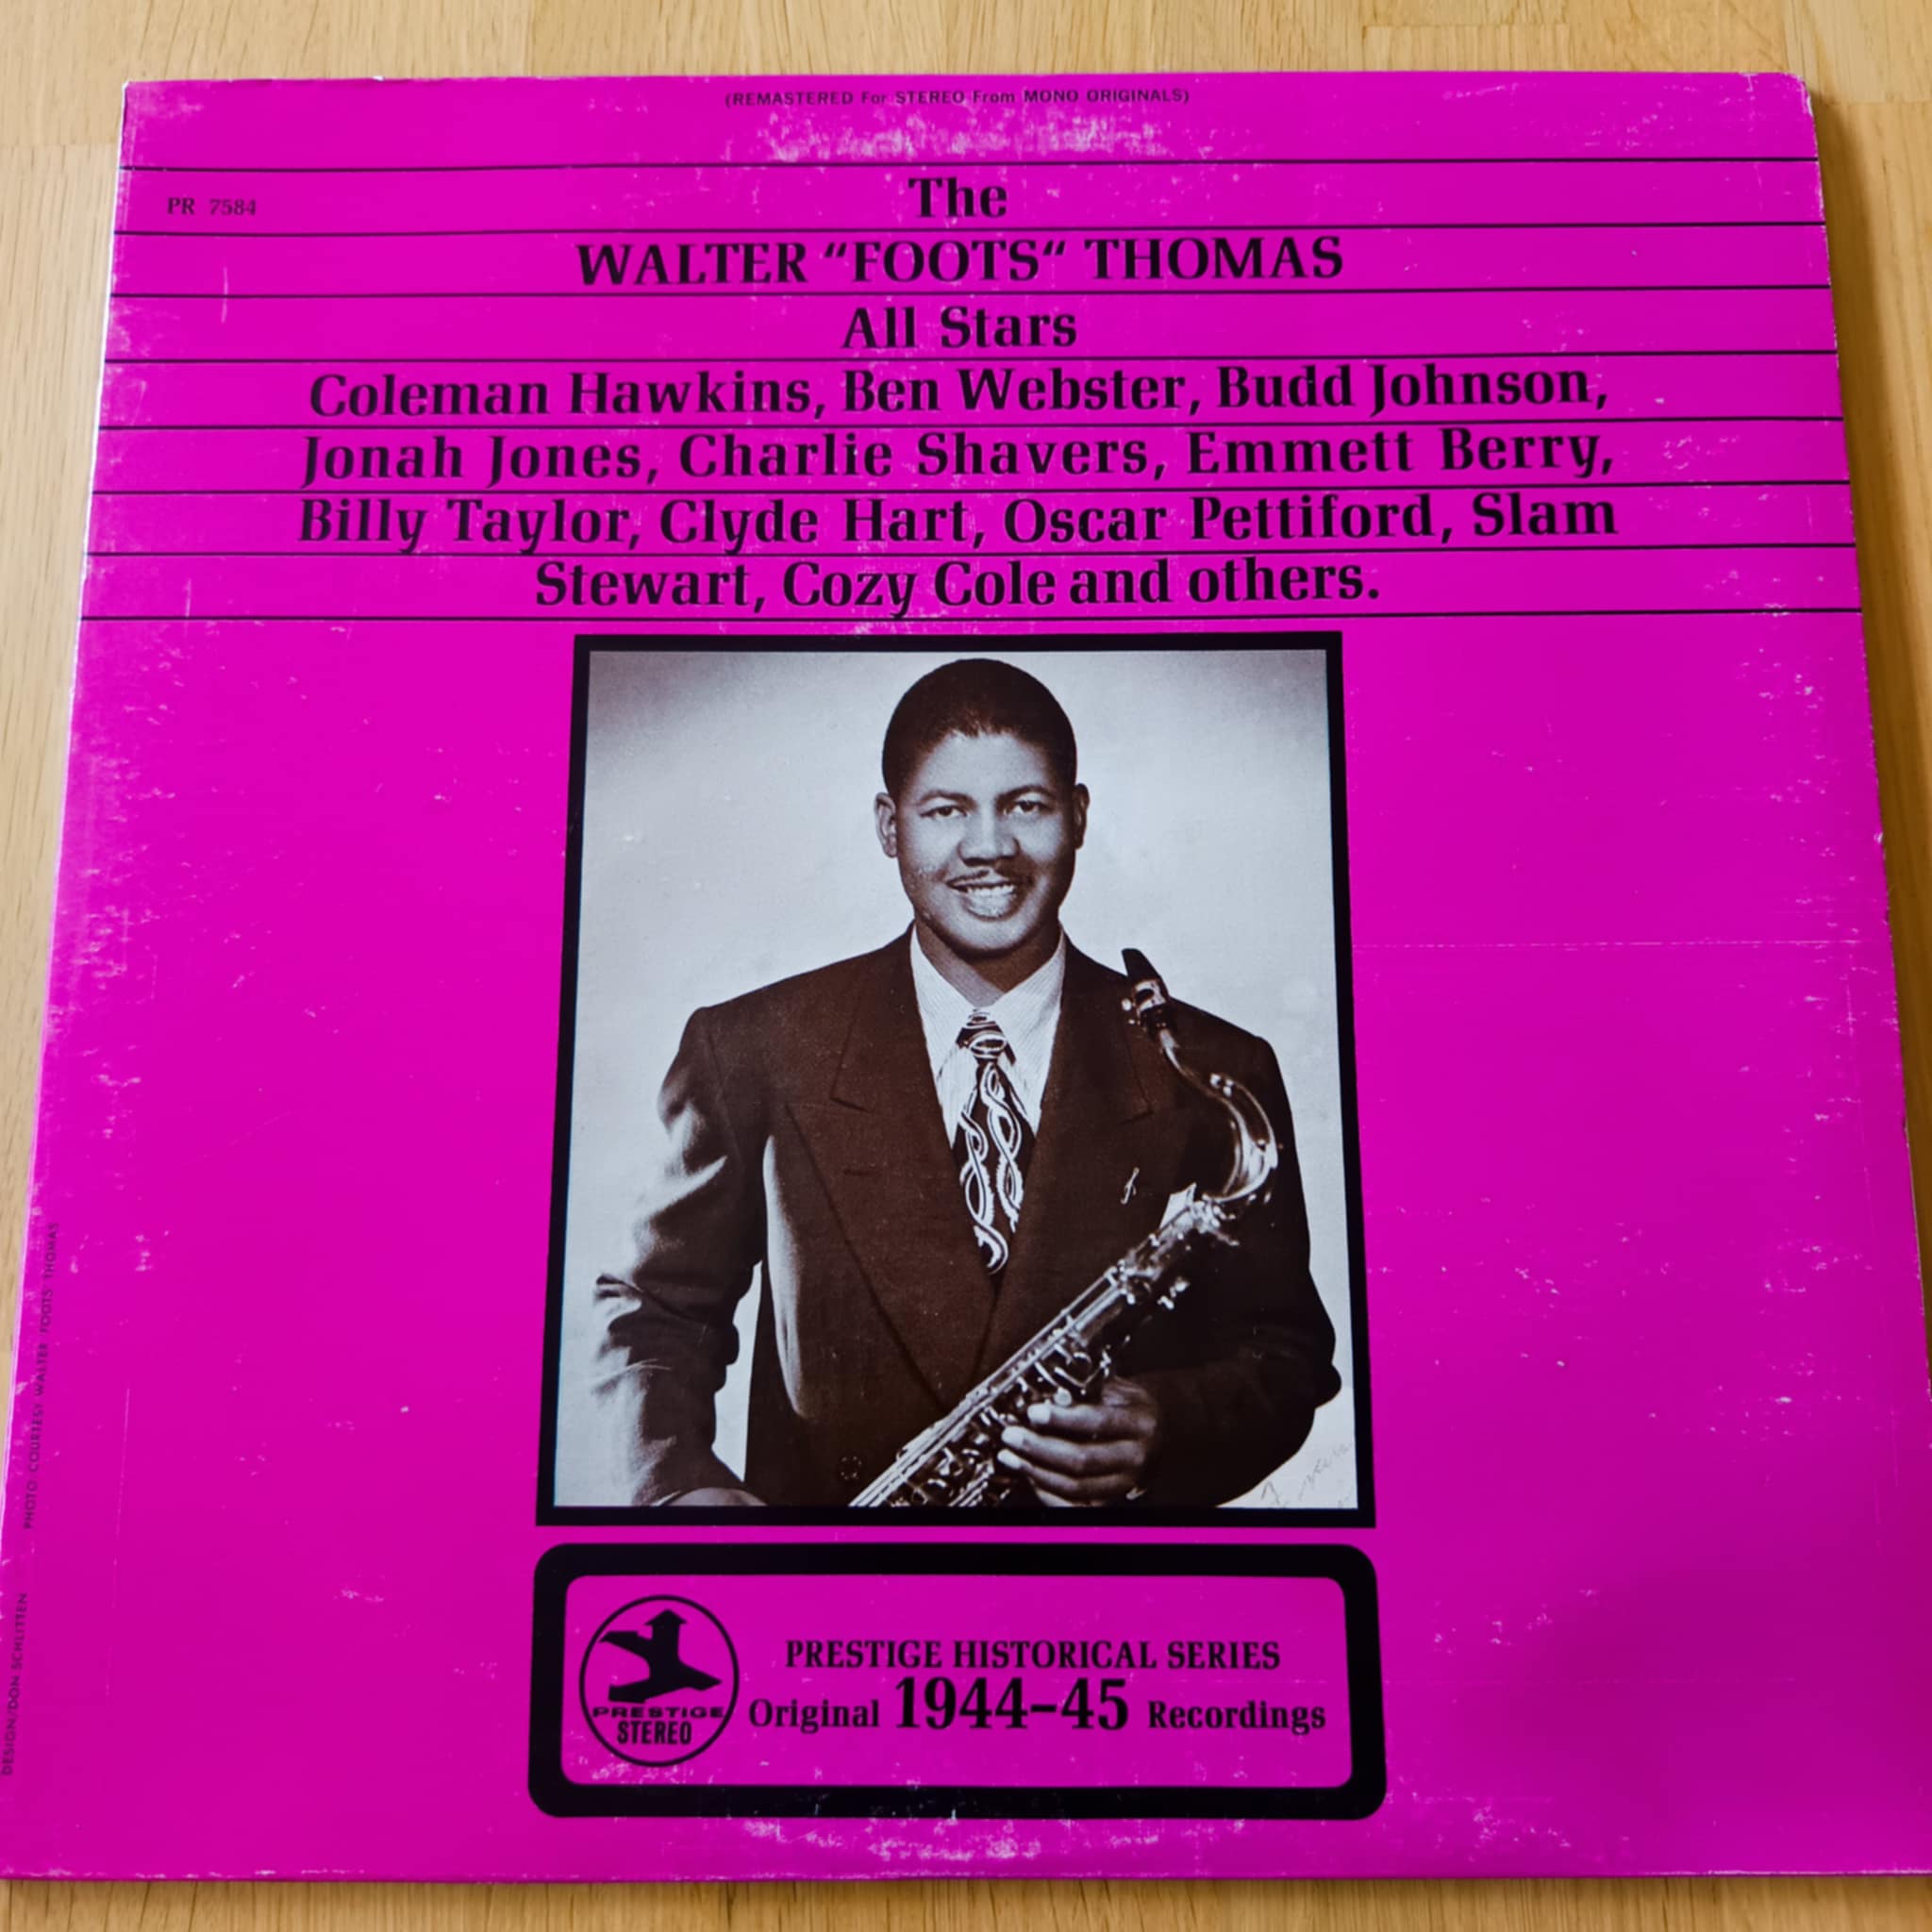 (REMASTERED For STEREO From MONO ORIGINALS)
PR 7584
The
WALTER “FOOTS“ THOMAS
All Stars
Coleman Hawkins, Ben Webster, Budd Johnson,
Jonah Jones, Charlie Shavers, Emmett Berry,
Billy Taylor, Clyde Hart, Oscar Pettiford, Slam
Stewart, Cozy Cole and others.
PHOTO COURTESY WALTER FOOTS THOMAS
DESIGN/DON SCHLITTEN
PRESTIGE
STEREO
PRESTIGE HISTORICAL SERIES
Original 1944–45 Recordings